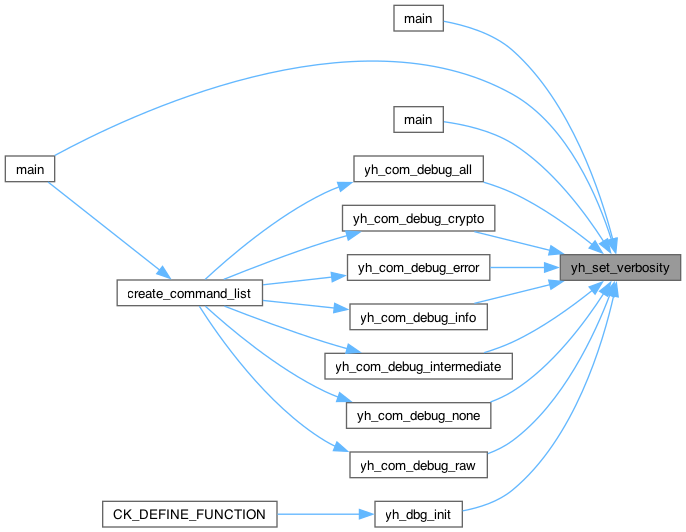 main
main
main
yh_com_debug_all
yh_com_debug_crypto
yh_com_debug_error
yh_set_verbosity
create_command_list
yh_com_debug_info
yh_com_debug_intermediate
yh_com_debug_none
yh_com_debug_raw
CK_DEFINE_FUNCTION
yh_dbg_init